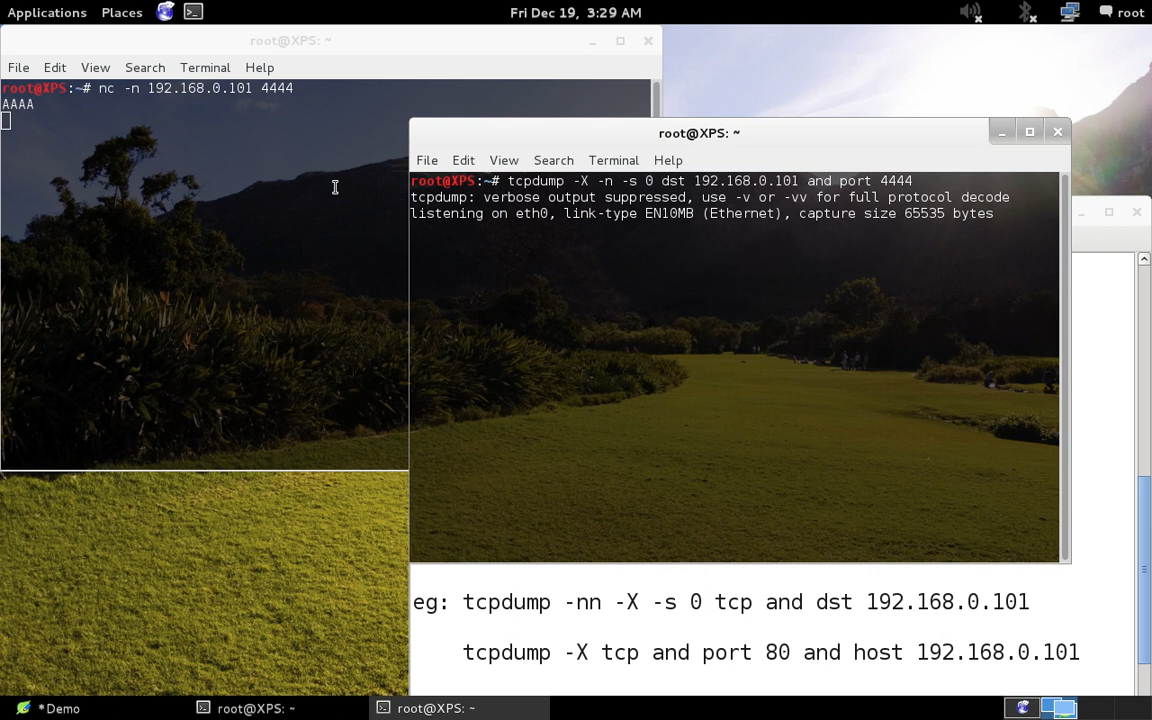 Applications Places Fri Dec 19, 3:29 AM root
root@XPS: ~
File Edit View Search Terminal Help
root@XPS:~# nc -n 192.168.0.101 4444
AAAA
root@XPS: ~
File Edit View Search Terminal Help
root@XPS:~# tcpdump -X -n -s 0 dst 192.168.0.101 and port 4444
tcpdump: verbose output suppressed, use -v or -vv for full protocol decode
listening on eth0, link-type EN10MB (Ethernet), capture size 65535 bytes
eg: tcpdump -nn -X -s 0 tcp and dst 192.168.0.101
tcpdump -X tcp and port 80 and host 192.168.0.101
*Demo root@XPS: ~ root@XPS: ~